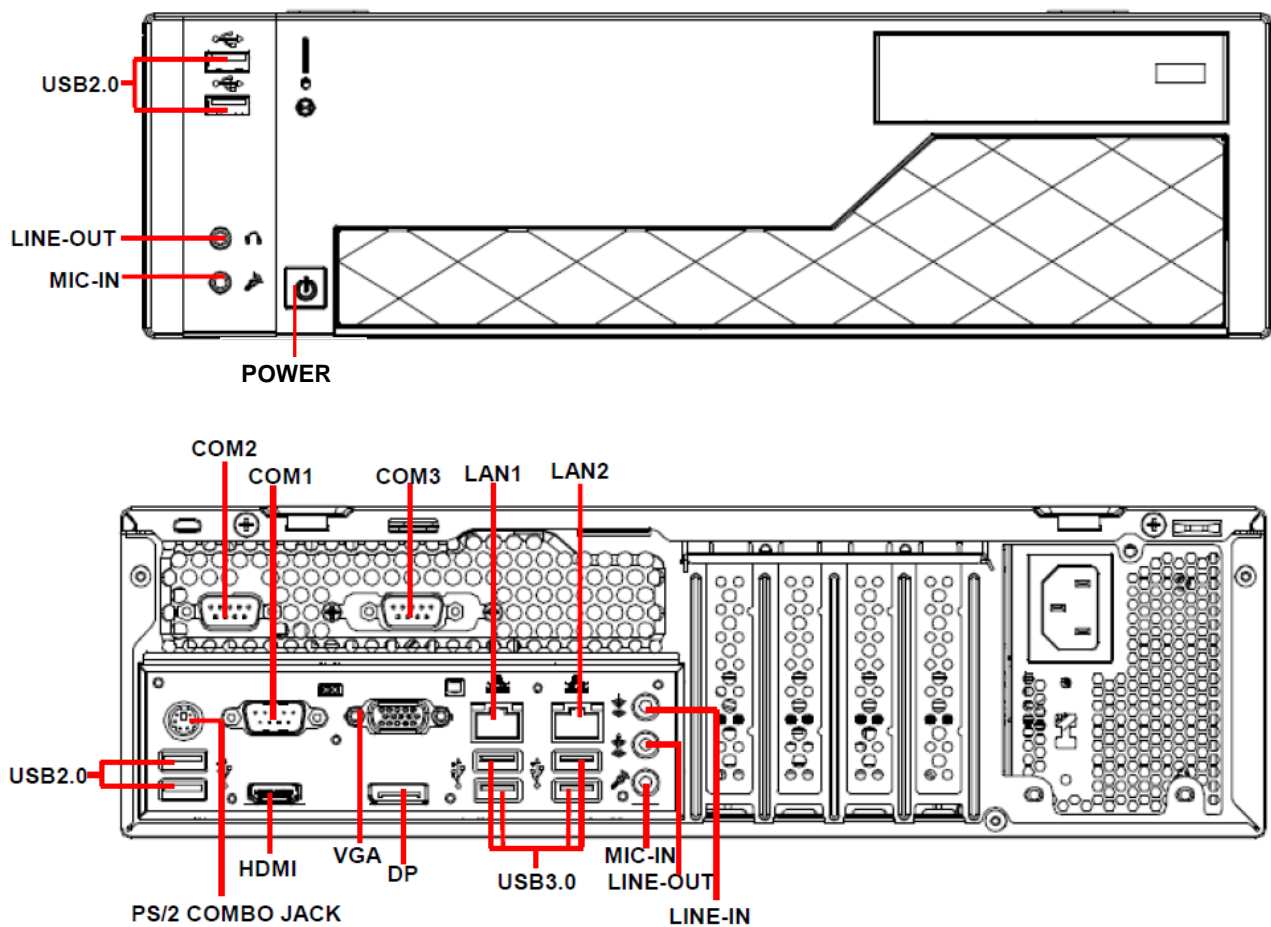 USB2.0
LINE-OUT
MIC-IN
POWER
COM2
COM1
COM3
LAN1
LAN2
USB2.0
HDMI
VGA
DP
USB3.0
MIC-IN
LINE-OUT
LINE-IN
PS/2 COMBO JACK